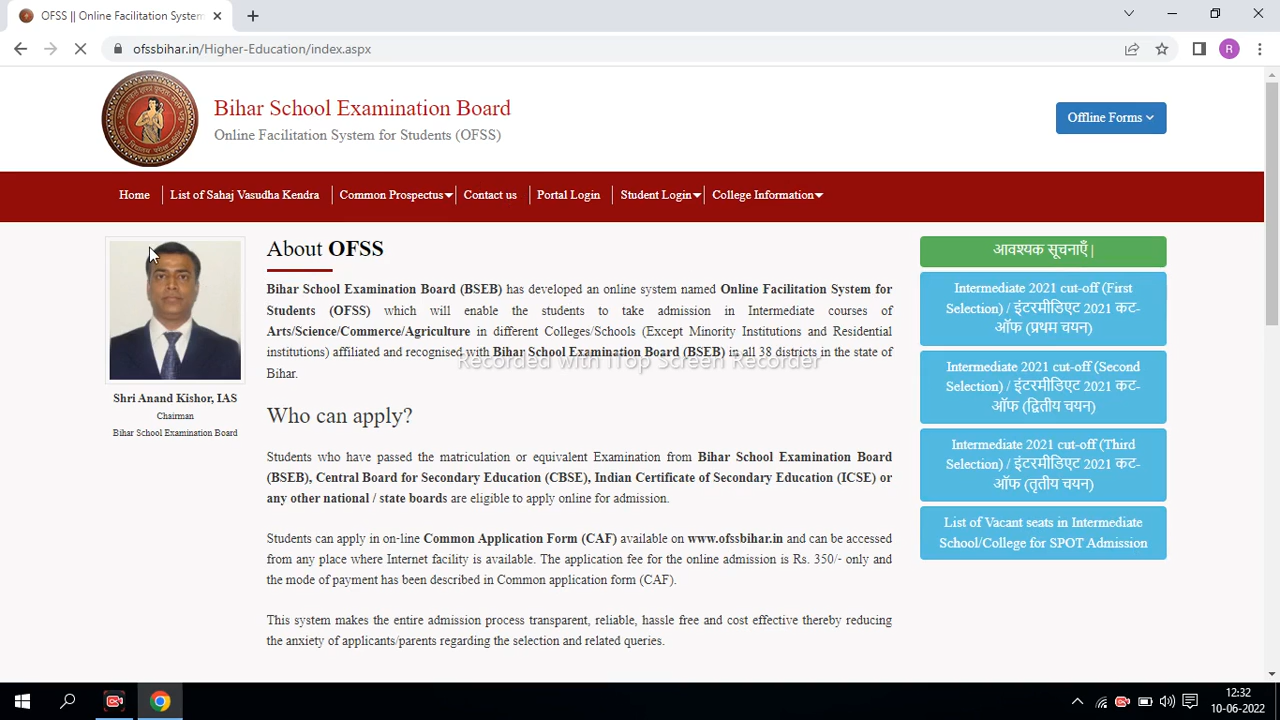 OFSS || Online Facilitation System
ofssbihar.in/Higher-Education/index.aspx
R
Bihar School Examination Board
Online Facilitation System for Students (OFSS)
Offline Forms
Home
List of Sahaj Vasudha Kendra
Common Prospectus
Contact us
Portal Login
Student Login
College Information
Shri Anand Kishor, IAS
Chairman
Bihar School Examination Board
About OFSS
Bihar School Examination Board (BSEB) has developed an online system named Online Facilitation System for
Students (OFSS) which will enable the students to take admission in Intermediate courses of
Arts/Science/Commerce/Agriculture in different Colleges/Schools (Except Minority Institutions and Residential
institutions) affiliated and recognised with Bihar School Examination Board (BSEB) in all 38 districts in the state of
Bihar.
Recorded with iTop Screen Recorder
Who can apply?
Students who have passed the matriculation or equivalent Examination from Bihar School Examination Board
(BSEB), Central Board for Secondary Education (CBSE), Indian Certificate of Secondary Education (ICSE) or
any other national / state boards are eligible to apply online for admission.
Students can apply in on-line Common Application Form (CAF) available on www.ofssbihar.in and can be accessed
from any place where Internet facility is available. The application fee for the online admission is Rs. 350/- only and
the mode of payment has been described in Common application form (CAF).
This system makes the entire admission process transparent, reliable, hassle free and cost effective thereby reducing
the anxiety of applicants/parents regarding the selection and related queries.
आवश्यक सूचनाएँ |
Intermediate 2021 cut-off (First
Selection) / इंटरमीडिएट 2021 कट-
ऑफ (प्रथम चयन)
Intermediate 2021 cut-off (Second
Selection) / इंटरमीडिएट 2021 कट-
ऑफ (द्वितीय चयन)
Intermediate 2021 cut-off (Third
Selection) / इंटरमीडिएट 2021 कट-
ऑफ (तृतीय चयन)
List of Vacant seats in Intermediate
School/College for SPOT Admission
12:32
10-06-2022